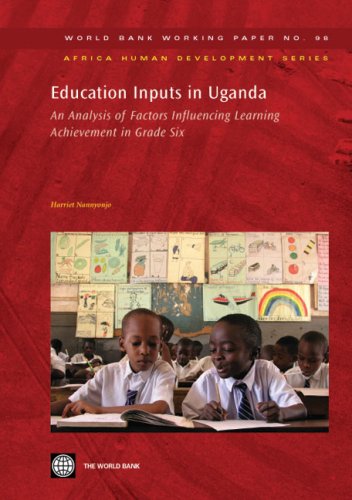 WORLD BANK WORKING PAPER NO. 98
AFRICA HUMAN DEVELOPMENT SERIES
Education Inputs in Uganda
An Analysis of Factors Influencing Learning
Achievement in Grade Six
Harriet Nannyonjo
THE WORLD BANK